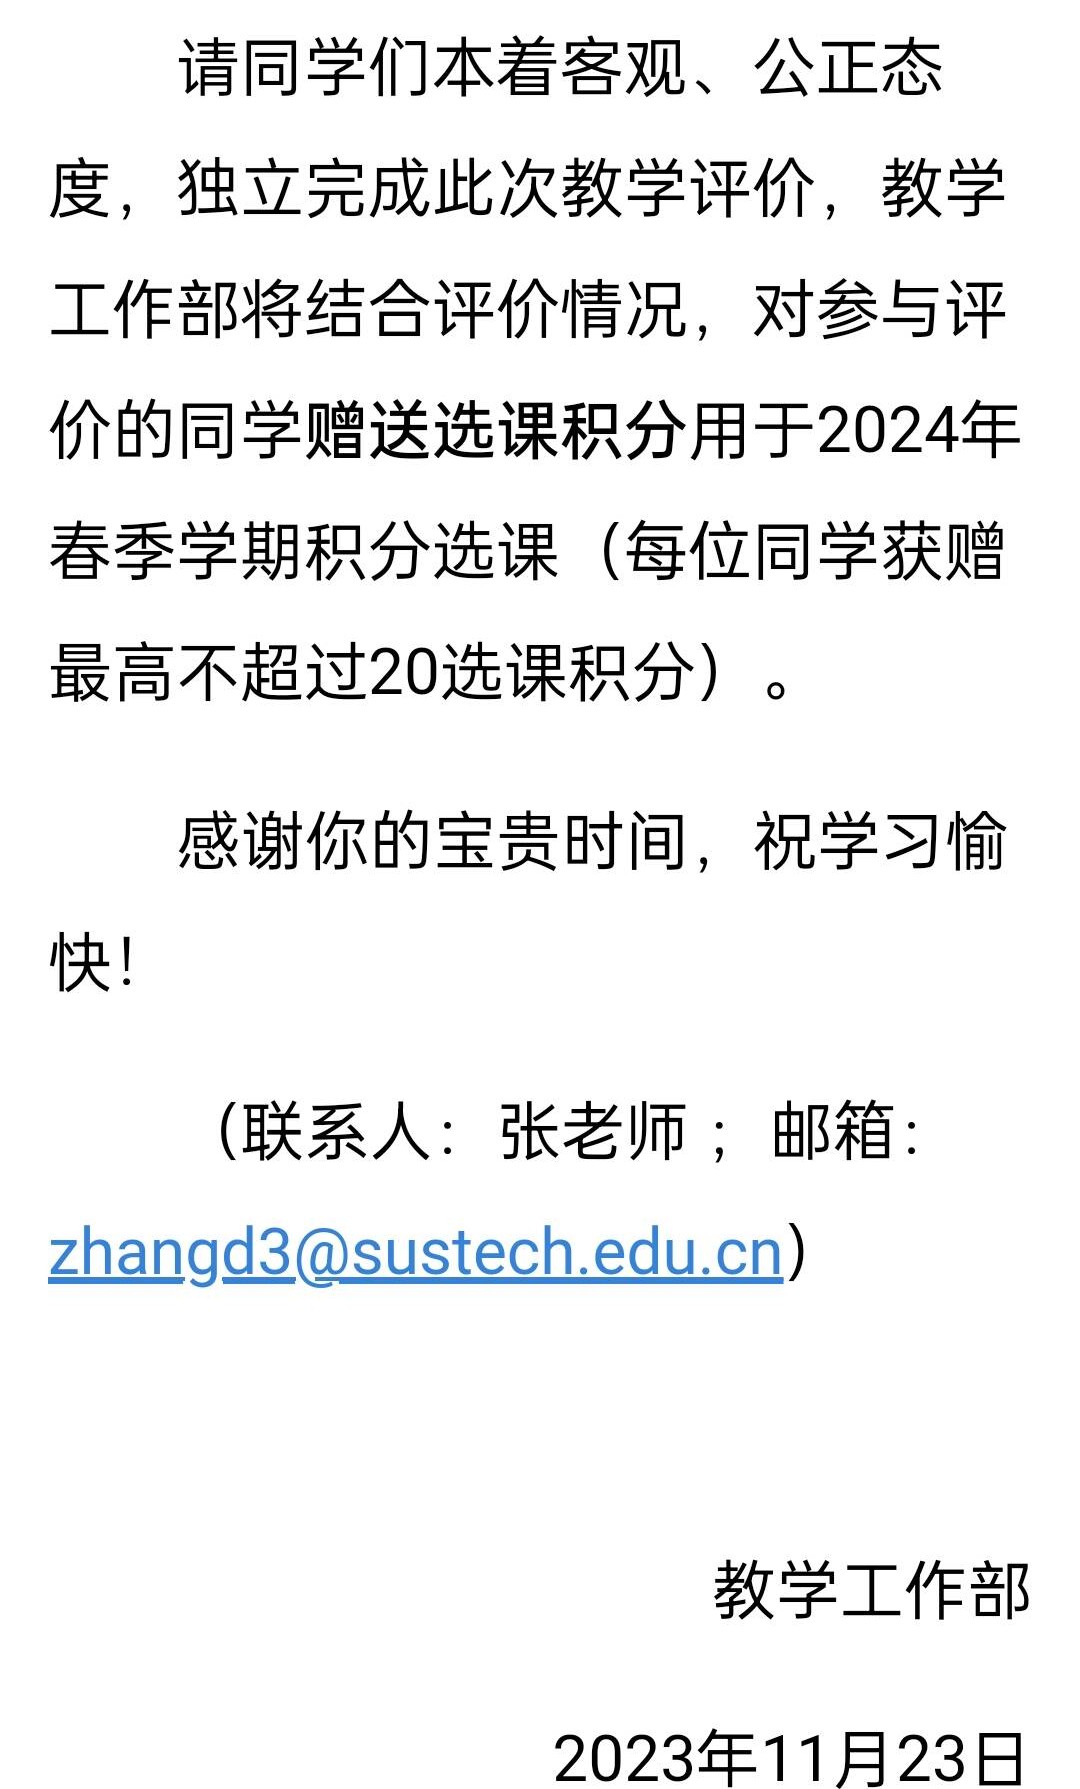 请同学们本着客观、公正态
度，独立完成此次教学评价，教学
工作部将结合评价情况，对参与评
价的同学赠送选课积分用于2024年
春季学期积分选课（每位同学获赠
最高不超过20选课积分）。
感谢你的宝贵时间，祝学习愉
快！
（联系人：张老师；邮箱：
zhangd3@sustech.edu.cn）
教学工作部
2023年11月23日